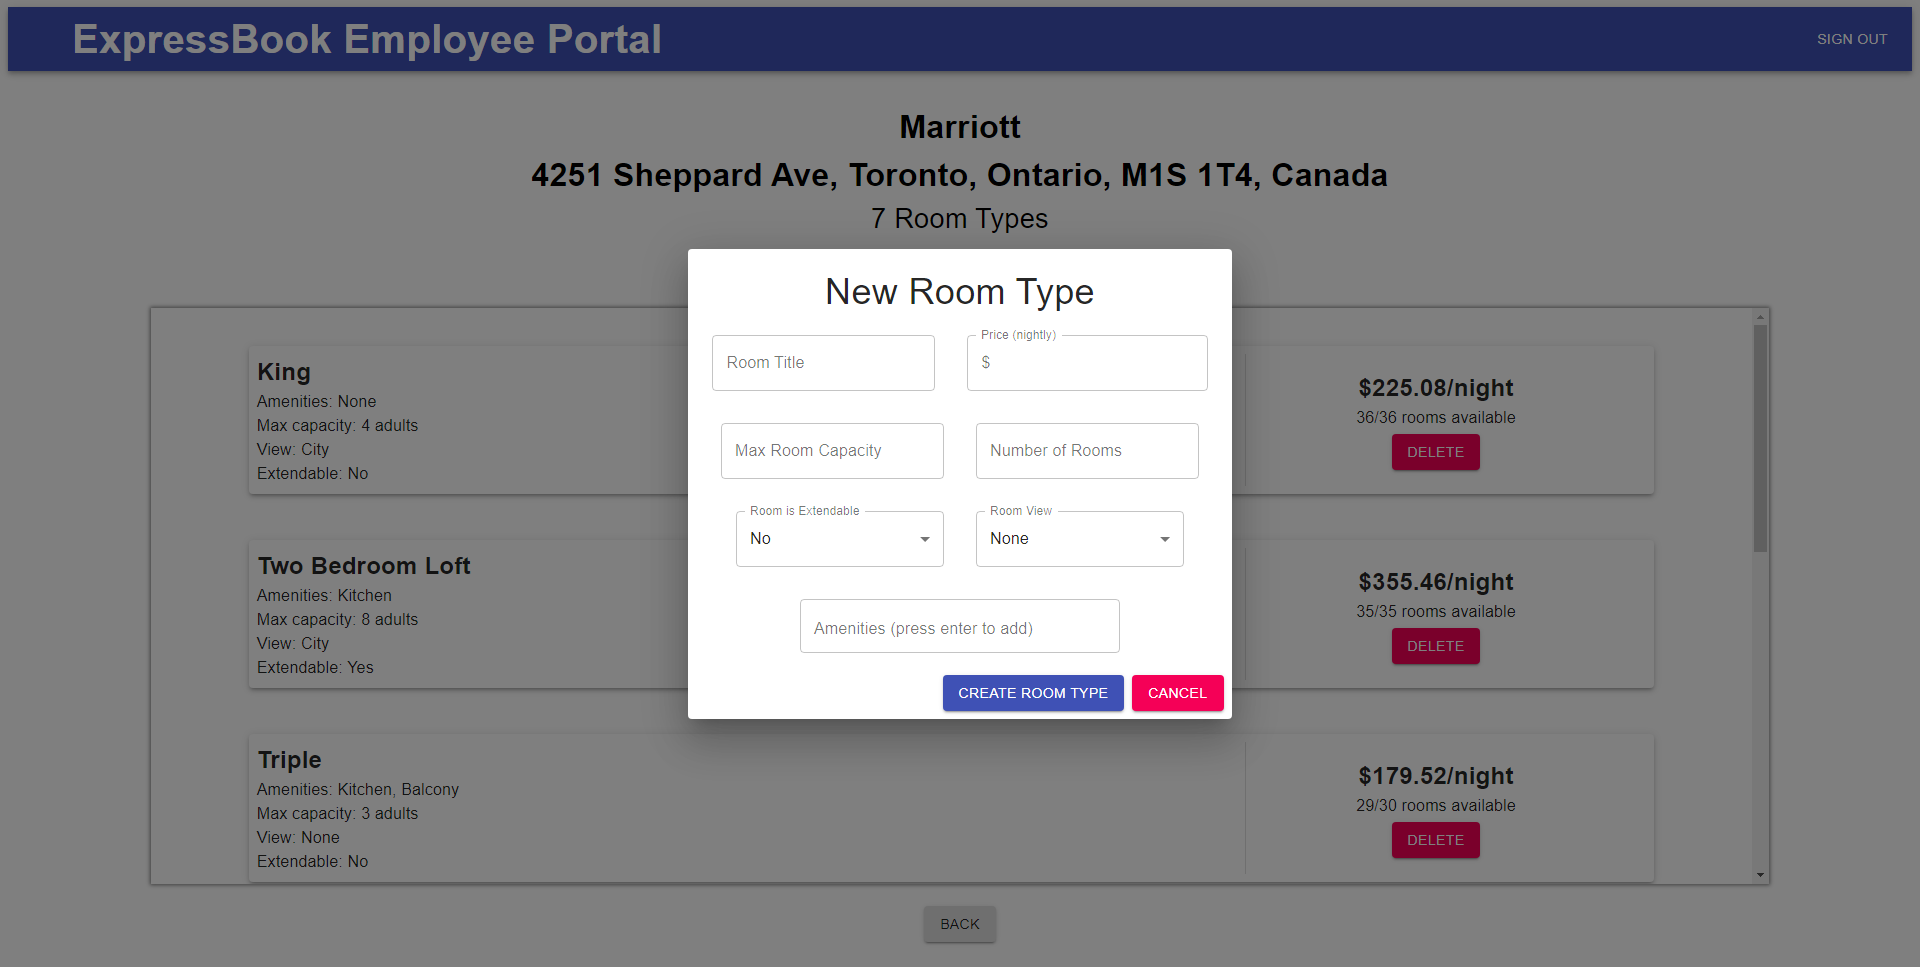 ExpressBook Employee Portal
SIGN OUT
Marriott
4251 Sheppard Ave, Toronto, Ontario, M1S 1T4, Canada
7 Room Types
New Room Type
Room Title
Price (nightly)
$
Max Room Capacity
Number of Rooms
Room is Extendable
No
Room View
None
Amenities (press enter to add)
CREATE ROOM TYPE
CANCEL
King
Amenities: None
Max capacity: 4 adults
View: City
Extendable: No
$225.08/night
36/36 rooms available
DELETE
Two Bedroom Loft
Amenities: Kitchen
Max capacity: 8 adults
View: City
Extendable: Yes
$355.46/night
35/35 rooms available
DELETE
Triple
Amenities: Kitchen, Balcony
Max capacity: 3 adults
View: None
Extendable: No
$179.52/night
29/30 rooms available
DELETE
BACK